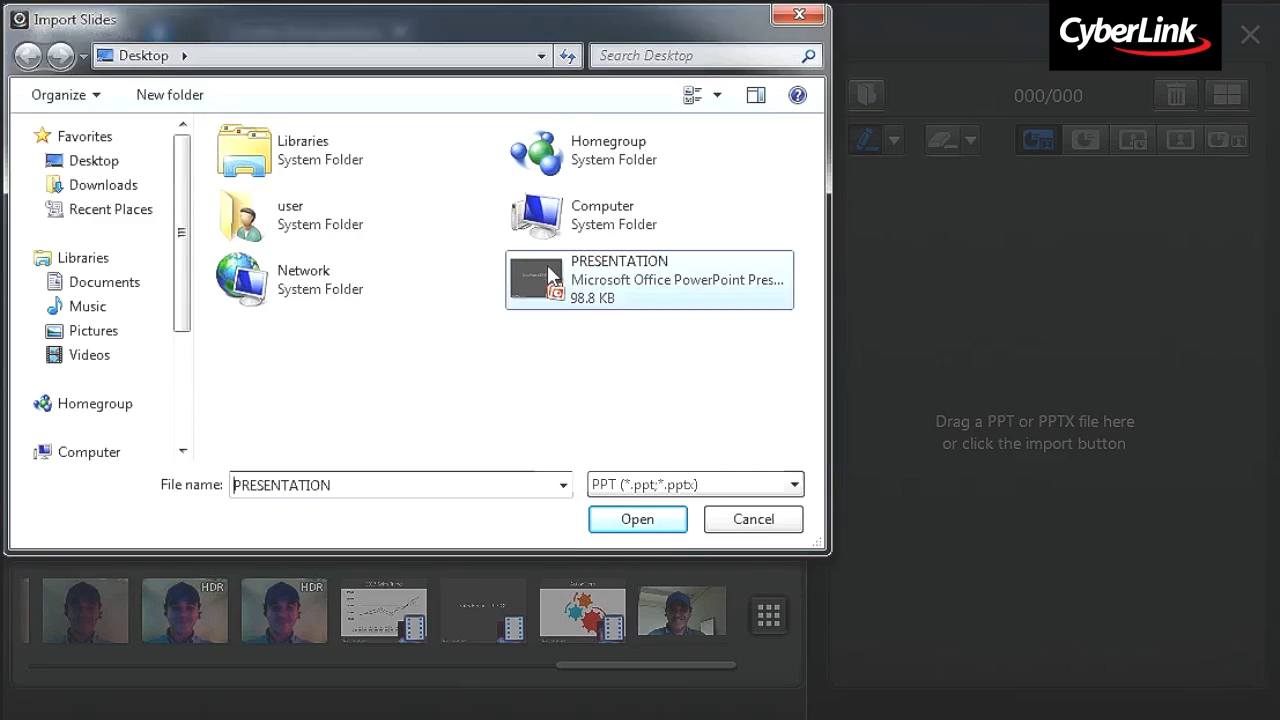 Import Slides
CyberLink
Desktop
Search Desktop
Organize
New folder
000/000
Favorites
Desktop
Downloads
Recent Places
Libraries
Documents
Music
Pictures
Videos
Homegroup
Computer
Libraries
System Folder
Homegroup
System Folder
user
System Folder
Computer
System Folder
Network
System Folder
PRESENTATION
Microsoft Office PowerPoint Pres...
98.8 KB
Drag a PPT or PPTX file here
or click the import button
File name:
PRESENTATION
PPT (*.ppt;*.pptx)
Open
Cancel
HDR
HDR